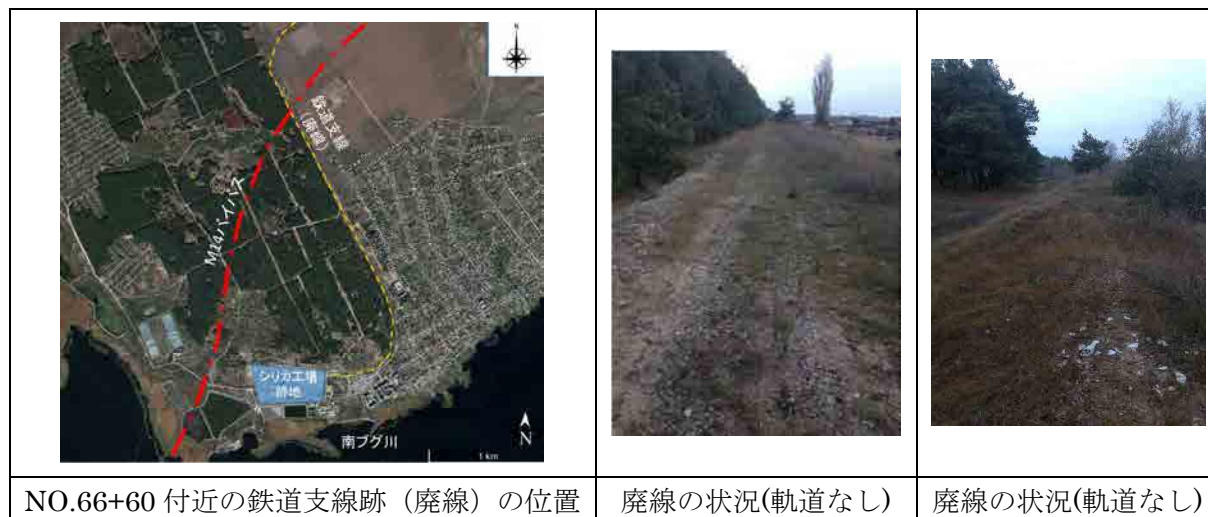 鉄道支線
(廃線)
M14バイパス
シリカ工場
跡地
南ブグ川
N
1 km
NO.66+60 付近の鉄道支線跡（廃線）の位置
廃線の状況(軌道なし)
廃線の状況(軌道なし)